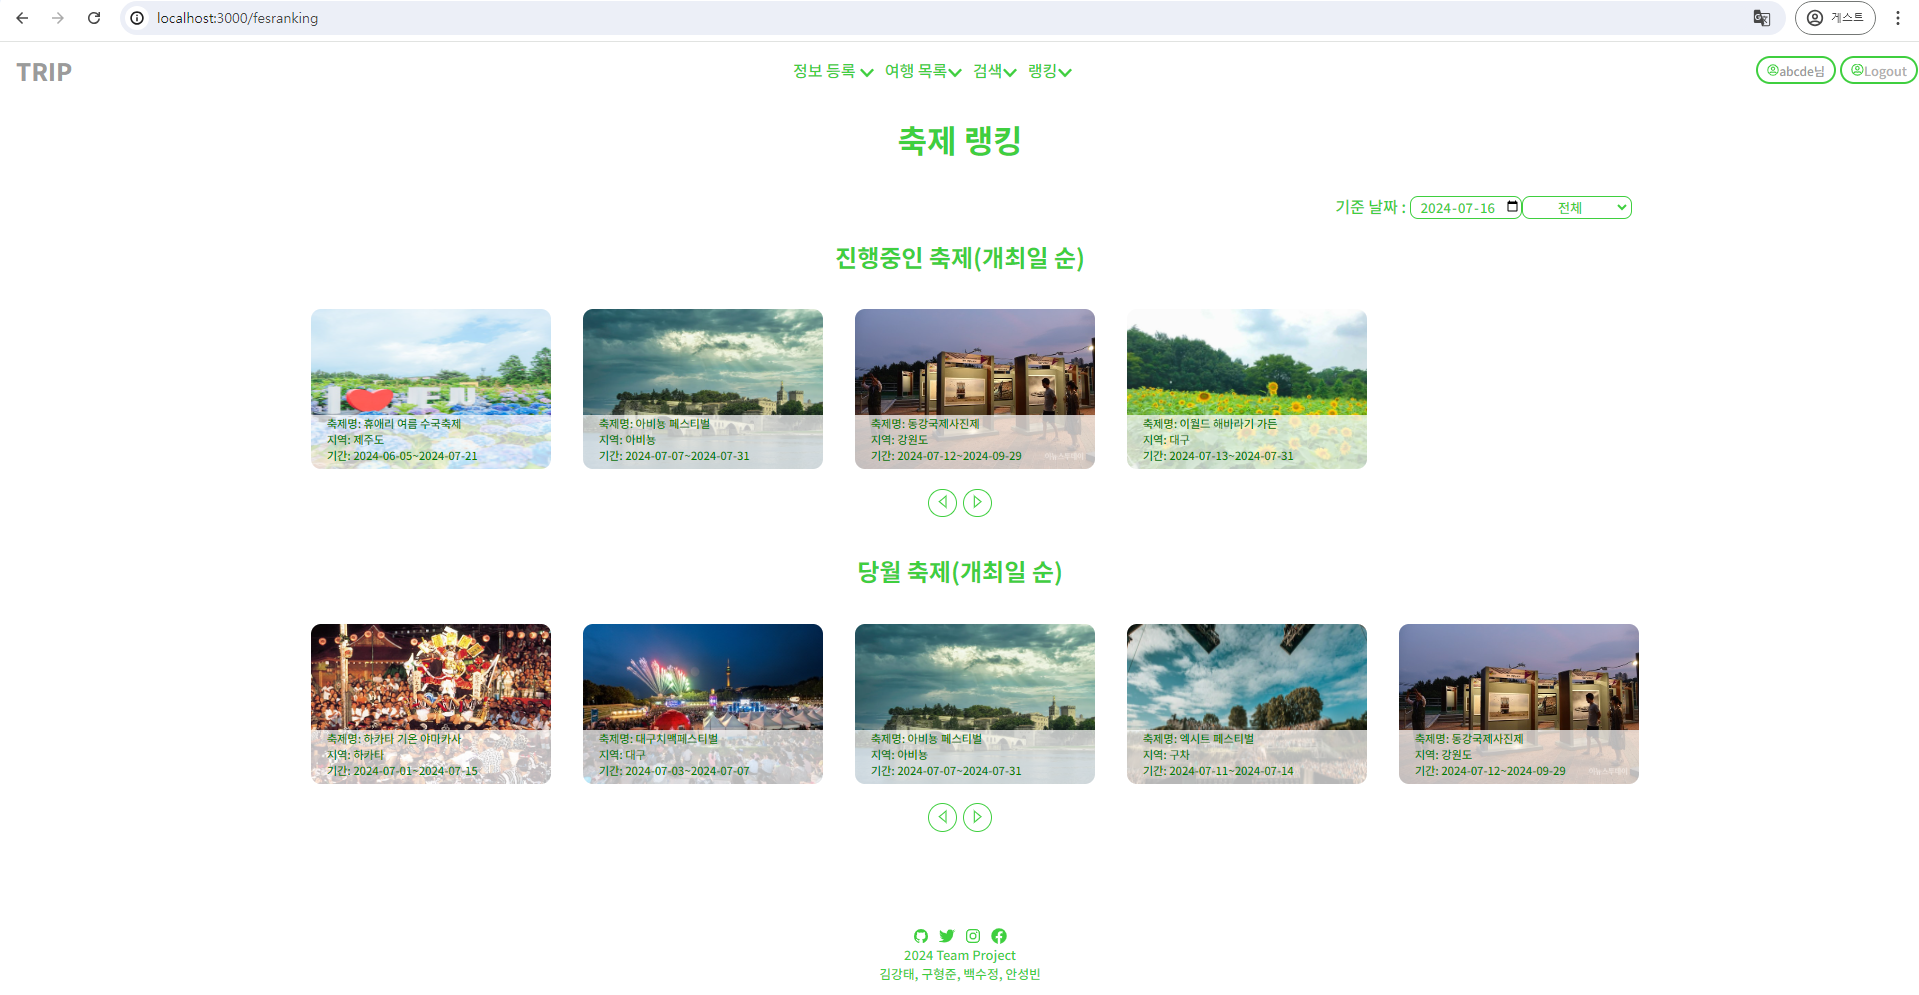 localhost:3000/fesranking
게스트
TRIP
정보 등록 여행 목록 검색 랭킹
abcde님 Logout
축제 랭킹
기준 날짜 : 2024-07-16 전체
진행중인 축제(개최일 순)
축제명: 휴애리 여름 수국축제
지역: 제주도
기간: 2024-06-05~2024-07-21
축제명: 아비뇽 페스티벌
지역: 아비뇽
기간: 2024-07-07~2024-07-31
축제명: 동강국제사진제
지역: 강원도
기간: 2024-07-12~2024-09-29
축제명: 이월드 해바라기 가든
지역: 대구
기간: 2024-07-13~2024-07-31
당월 축제(개최일 순)
축제명: 하카타 기온 야마카사
지역: 하카타
기간: 2024-07-01~2024-07-15
축제명: 대구치맥페스티벌
지역: 대구
기간: 2024-07-03~2024-07-07
축제명: 아비뇽 페스티벌
지역: 아비뇽
기간: 2024-07-07~2024-07-31
축제명: 엑시트 페스티벌
지역: 구차
기간: 2024-07-11~2024-07-14
축제명: 동강국제사진제
지역: 강원도
기간: 2024-07-12~2024-09-29
2024 Team Project
김강태, 구형준, 백수정, 안성빈